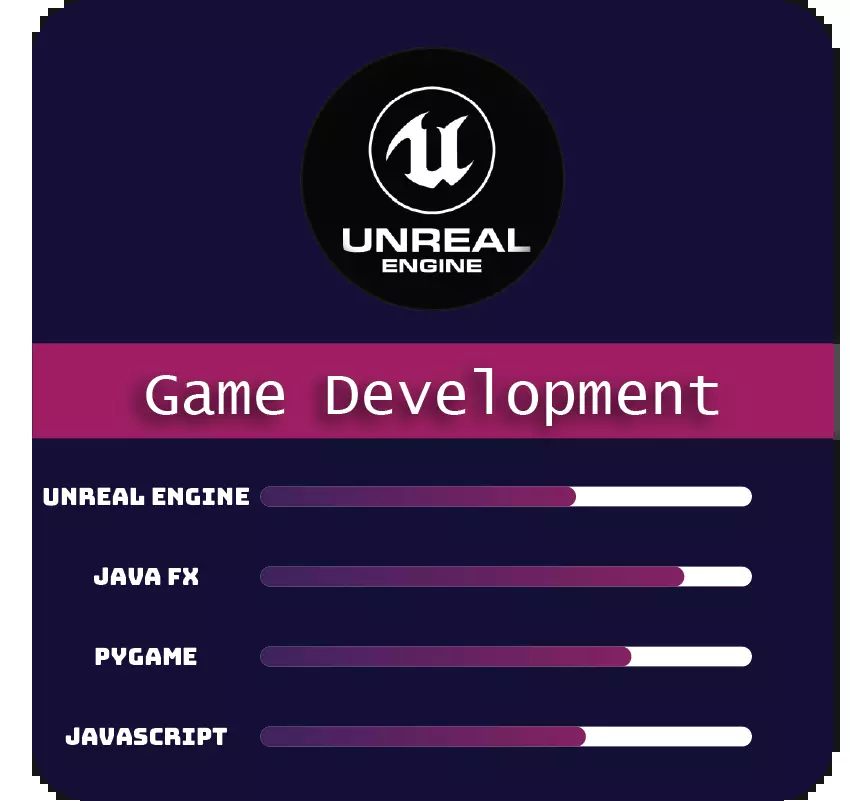 UNREAL
ENGINE
Game Development
UNREAL ENGINE
JAVA FX
PYGAME
JAVASCRIPT